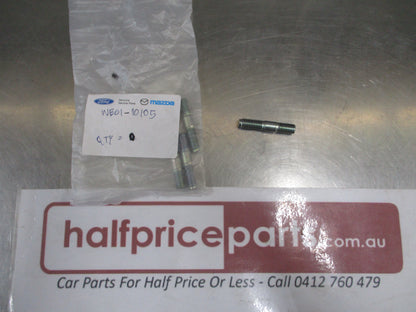 Ford
mazda
WE01-10105
QTY =
halfpriceparts.com.au
Car Parts For Half Price Or Less - Call 0412 760 479